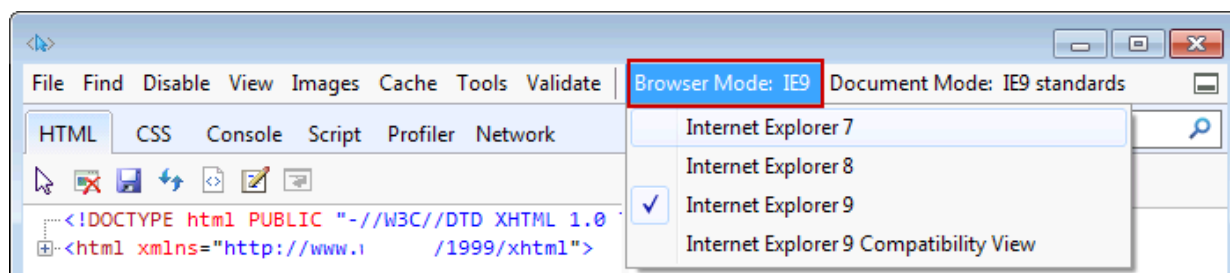 File Find Disable View Images Cache Tools Validate | Browser Mode: IE9 Document Mode: IE9 standards
HTML CSS Console Script Profiler Network
Internet Explorer 7
Internet Explorer 8
Internet Explorer 9
Internet Explorer 9 Compatibility View
<!DOCTYPE html PUBLIC "-//W3C//DTD XHTML 1.0
<html xmlns="http://www. /1999/xhtml">